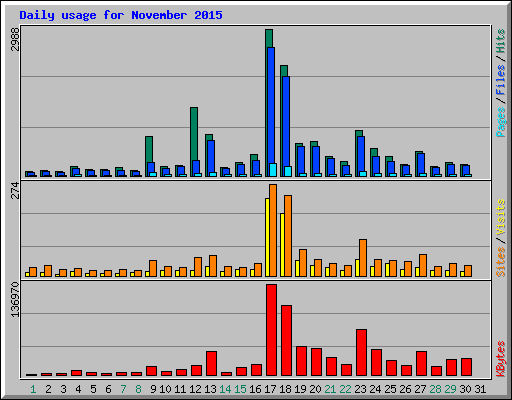 Daily usage for November 2015
2988
Pages / Files / Hits
274
Sites / Visits
136970
KBytes
1 2 3 4 5 6 7 8 9 10 11 12 13 14 15 16 17 18 19 20 21 22 23 24 25 26 27 28 29 30 31